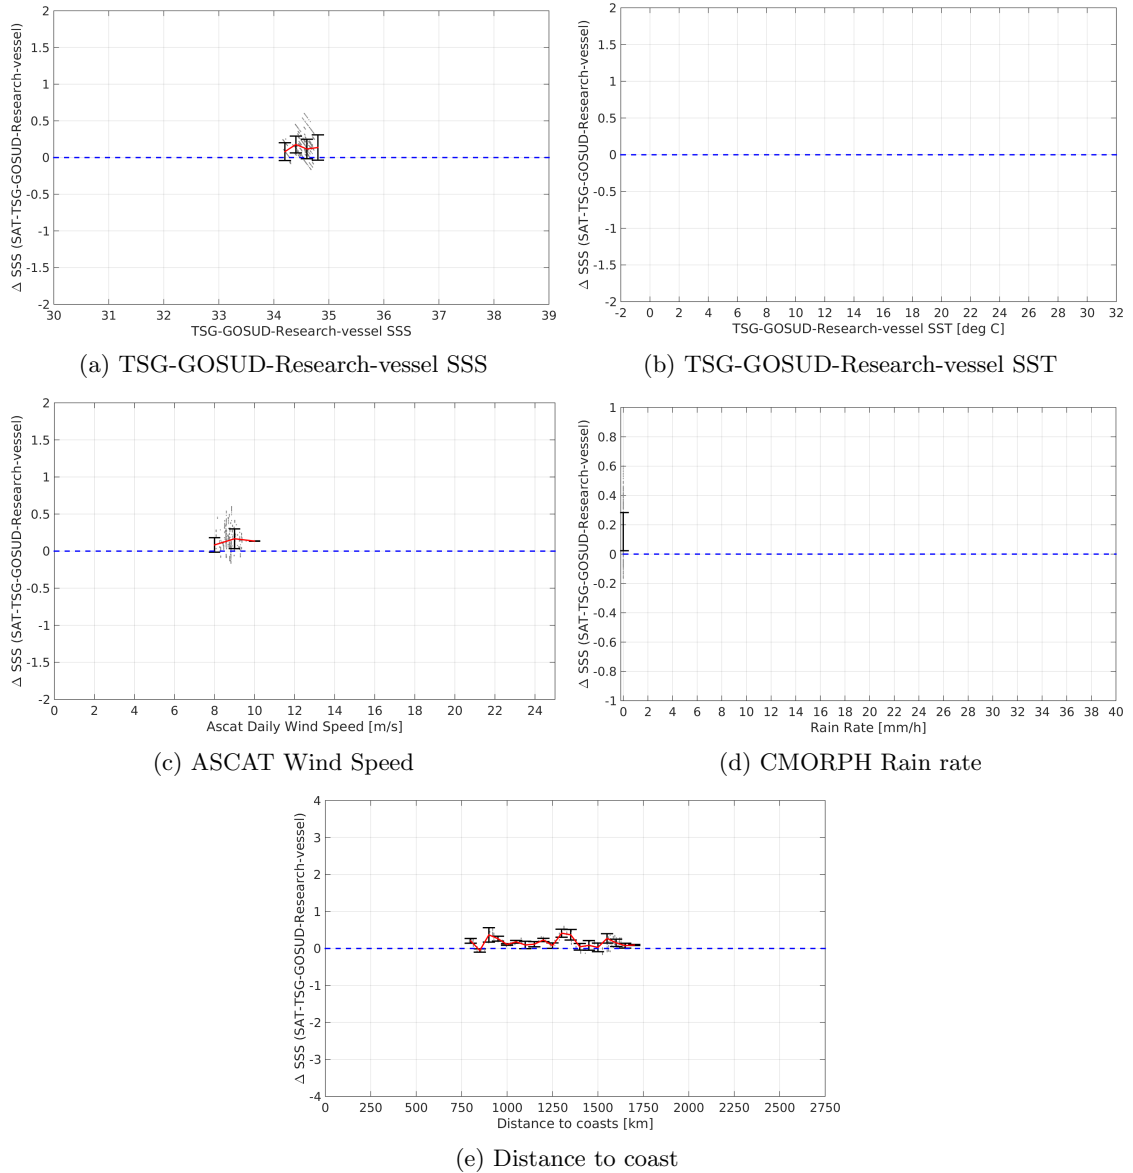 2
1.5
1
0.5
0
-0.5
-1
-1.5
-2
Δ SSS (SAT-TSG-GOSUD-Research-vessel)
30 31 32 33 34 35 36 37 38 39
TSG-GOSUD-Research-vessel SSS
(a) TSG-GOSUD-Research-vessel SSS
2
1.5
1
0.5
0
-0.5
-1
-1.5
-2
Δ SSS (SAT-TSG-GOSUD-Research-vessel)
-2 0 2 4 6 8 10 12 14 16 18 20 22 24 26 28 30 32
TSG-GOSUD-Research-vessel SST [deg C]
(b) TSG-GOSUD-Research-vessel SST
2
1.5
1
0.5
0
-0.5
-1
-1.5
-2
Δ SSS (SAT-TSG-GOSUD-Research-vessel)
0 2 4 6 8 10 12 14 16 18 20 22 24
Ascat Daily Wind Speed [m/s]
(c) ASCAT Wind Speed
1
0.8
0.6
0.4
0.2
0
-0.2
-0.4
-0.6
-0.8
-1
Δ SSS (SAT-TSG-GOSUD-Research-vessel)
0 2 4 6 8 10 12 14 16 18 20 22 24 26 28 30 32 34 36 38 40
Rain Rate [mm/h]
(d) CMORPH Rain rate
4
3
2
1
0
-1
-2
-3
-4
Δ SSS (SAT-TSG-GOSUD-Research-vessel)
0 250 500 750 1000 1250 1500 1750 2000 2250 2500 2750
Distance to coasts [km]
(e) Distance to coast